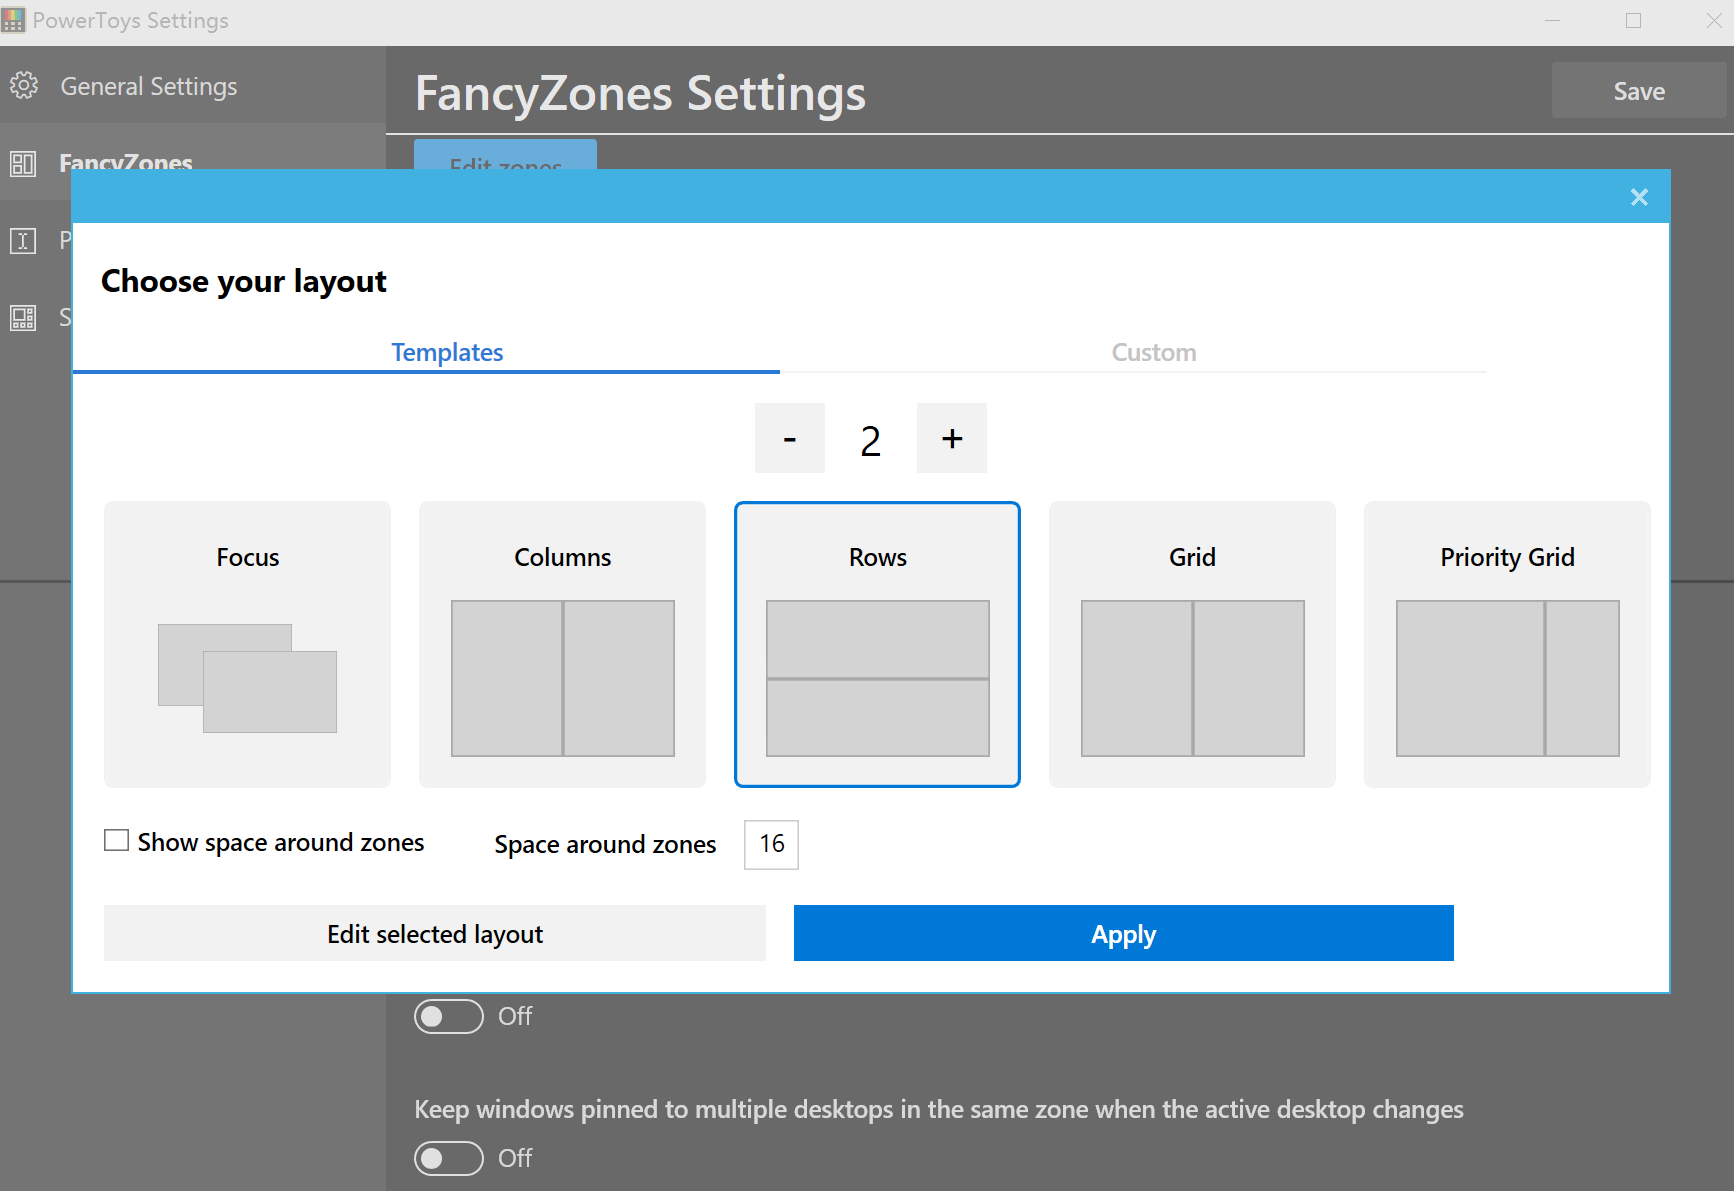 PowerToys Settings
General Settings
FancyZones Settings
Save
FancyZones
Edit zones
P
S
Choose your layout
Templates
Custom
- 2 +
Focus
Columns
Rows
Grid
Priority Grid
Show space around zones
Space around zones
16
Edit selected layout
Apply
Off
Keep windows pinned to multiple desktops in the same zone when the active desktop changes
Off